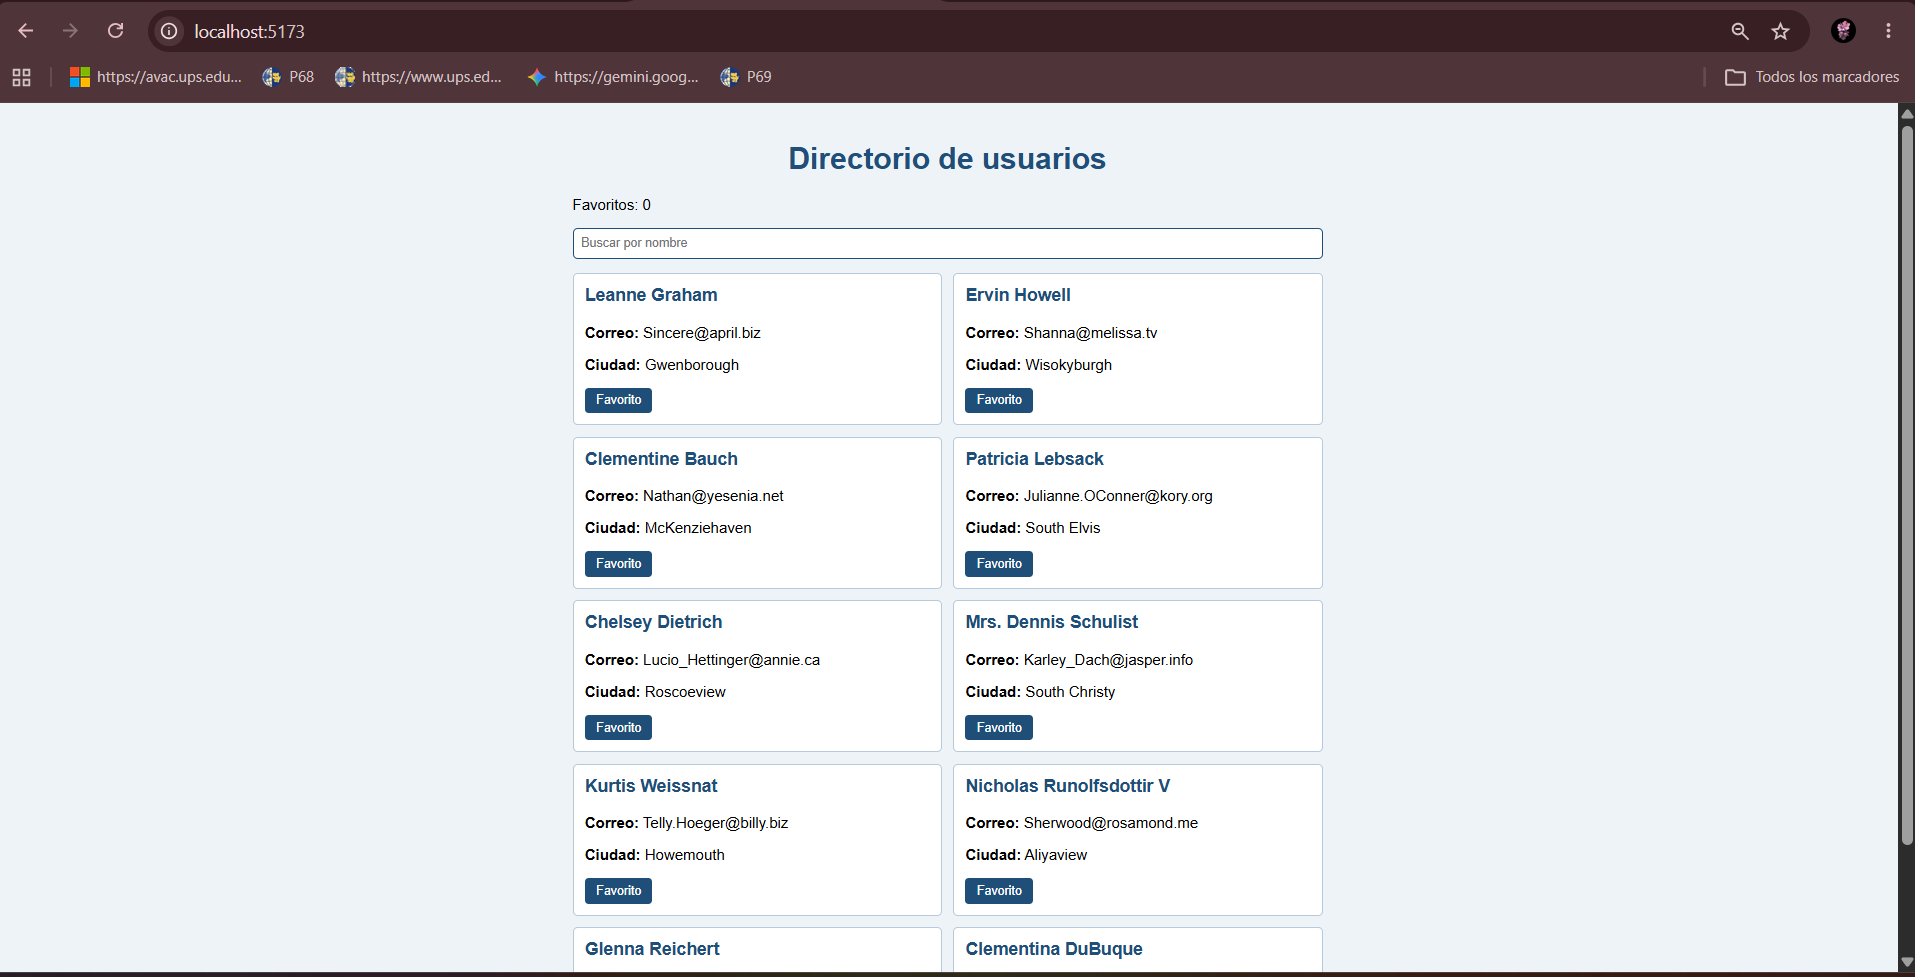 localhost:5173
https://avac.ups.edu... P68 https://www.ups.ed... https://gemini.goog... P69 Todos los marcadores
Directorio de usuarios
Favoritos: 0
Buscar por nombre
Leanne Graham
Correo: Sincere@april.biz
Ciudad: Gwenborough
Favorito
Ervin Howell
Correo: Shanna@melissa.tv
Ciudad: Wisokyburgh
Favorito
Clementine Bauch
Correo: Nathan@yesenia.net
Ciudad: McKenziehaven
Favorito
Patricia Lebsack
Correo: Julianne.OConner@kory.org
Ciudad: South Elvis
Favorito
Chelsey Dietrich
Correo: Lucio_Hettinger@annie.ca
Ciudad: Roscoeview
Favorito
Mrs. Dennis Schulist
Correo: Karley_Dach@jasper.info
Ciudad: South Christy
Favorito
Kurtis Weissnat
Correo: Telly.Hoeger@billy.biz
Ciudad: Howemouth
Favorito
Nicholas Runolfsdottir V
Correo: Sherwood@rosamond.me
Ciudad: Aliyaview
Favorito
Glenna Reichert
Clementina DuBuque